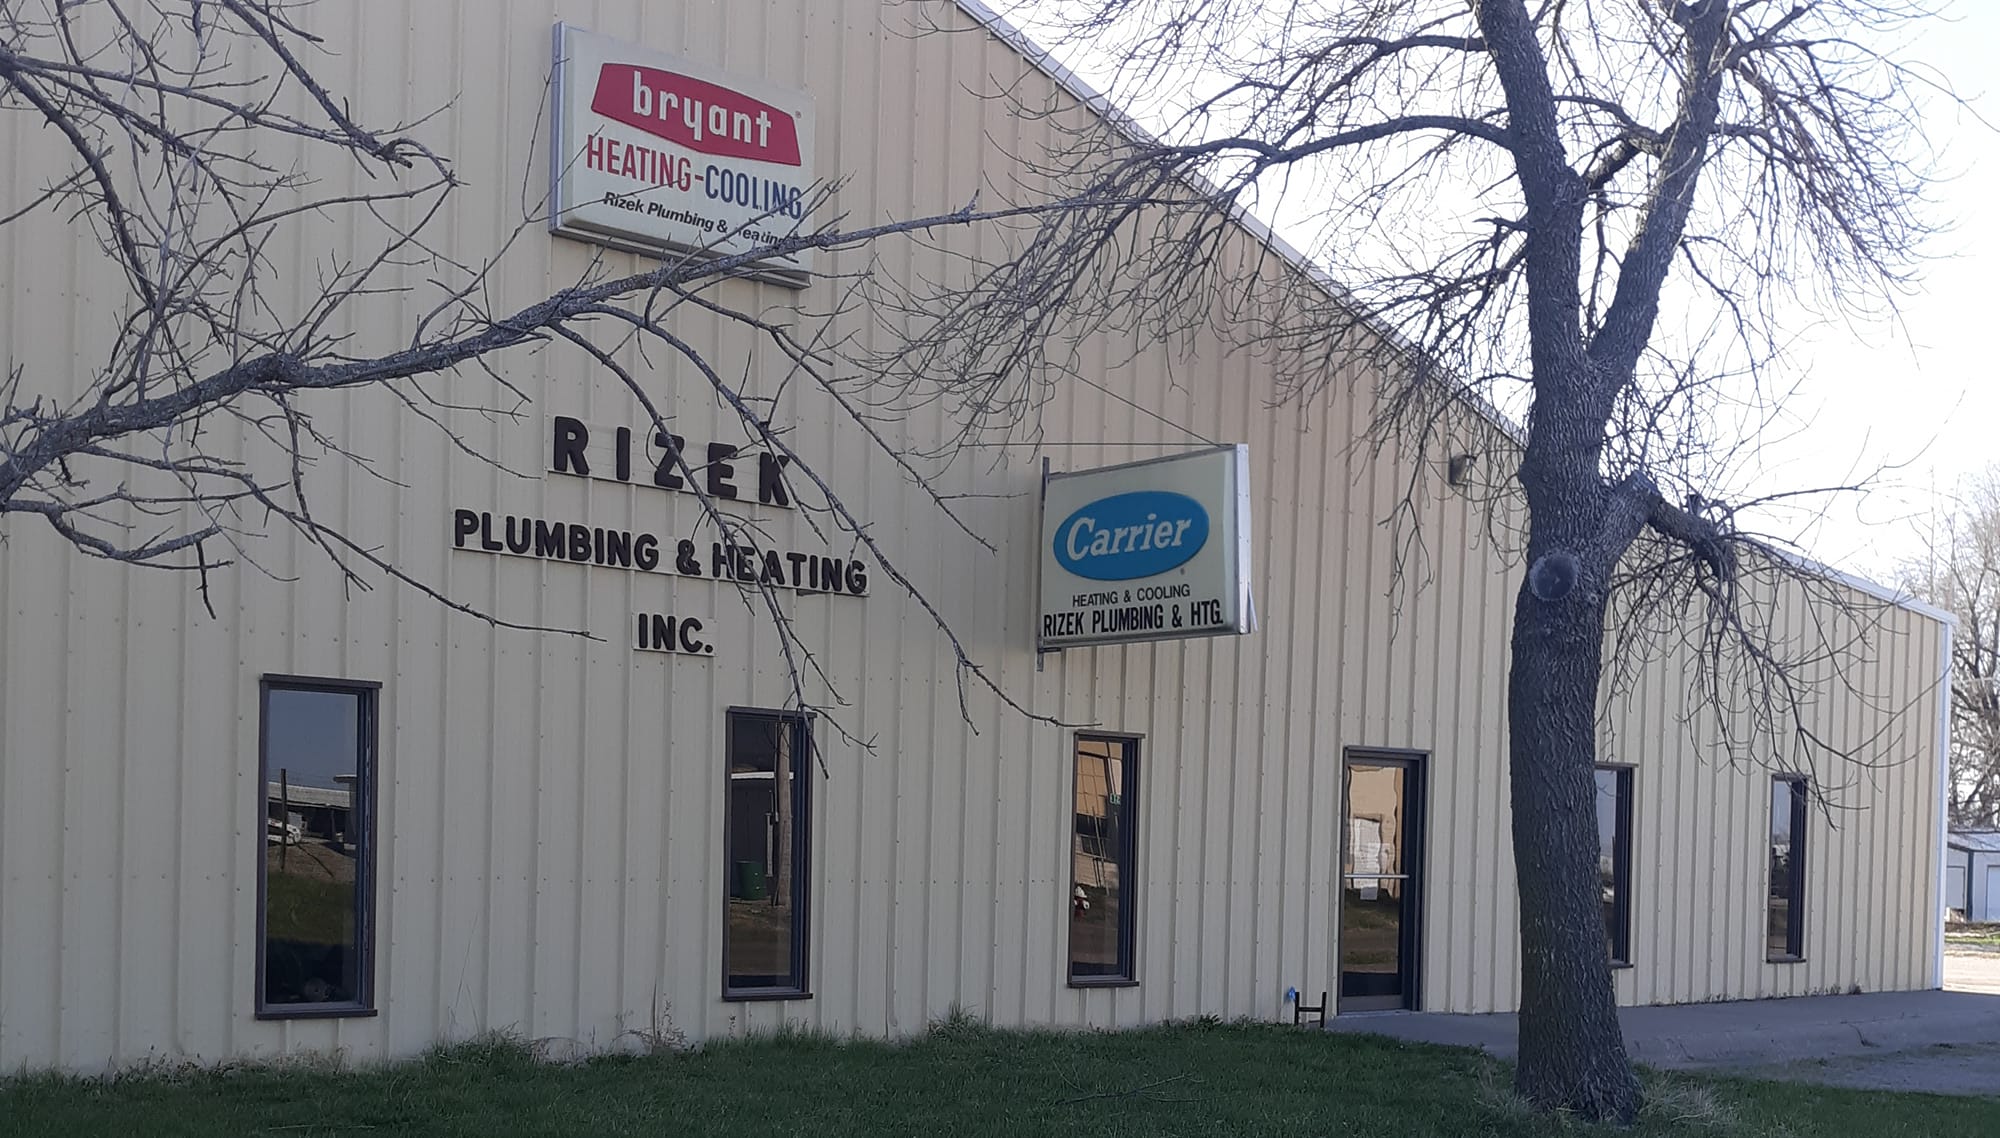 bryant®
HEATING-COOLING
Rizek Plumbing & Heating
RIZEK
PLUMBING & HEATING
INC.
Carrier
HEATING & COOLING
RIZEK PLUMBING & HTG.